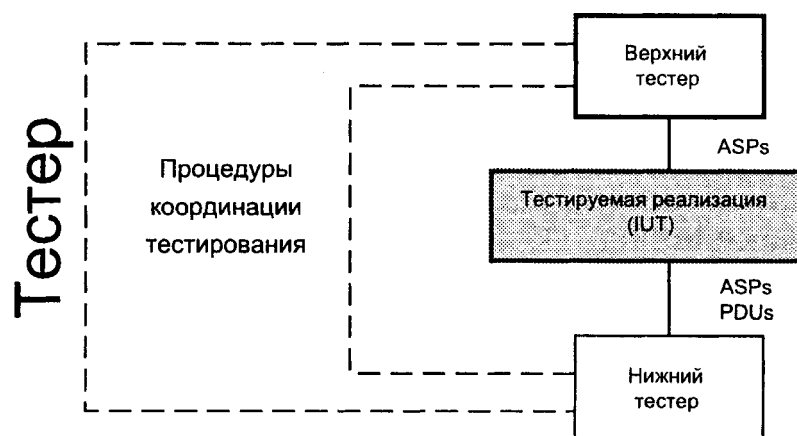 Тестер
Процедуры
координации
тестирования
Верхний
тестер
ASPs
Тестируемая реализация
(IUT)
ASPs
PDUs
Нижний
тестер